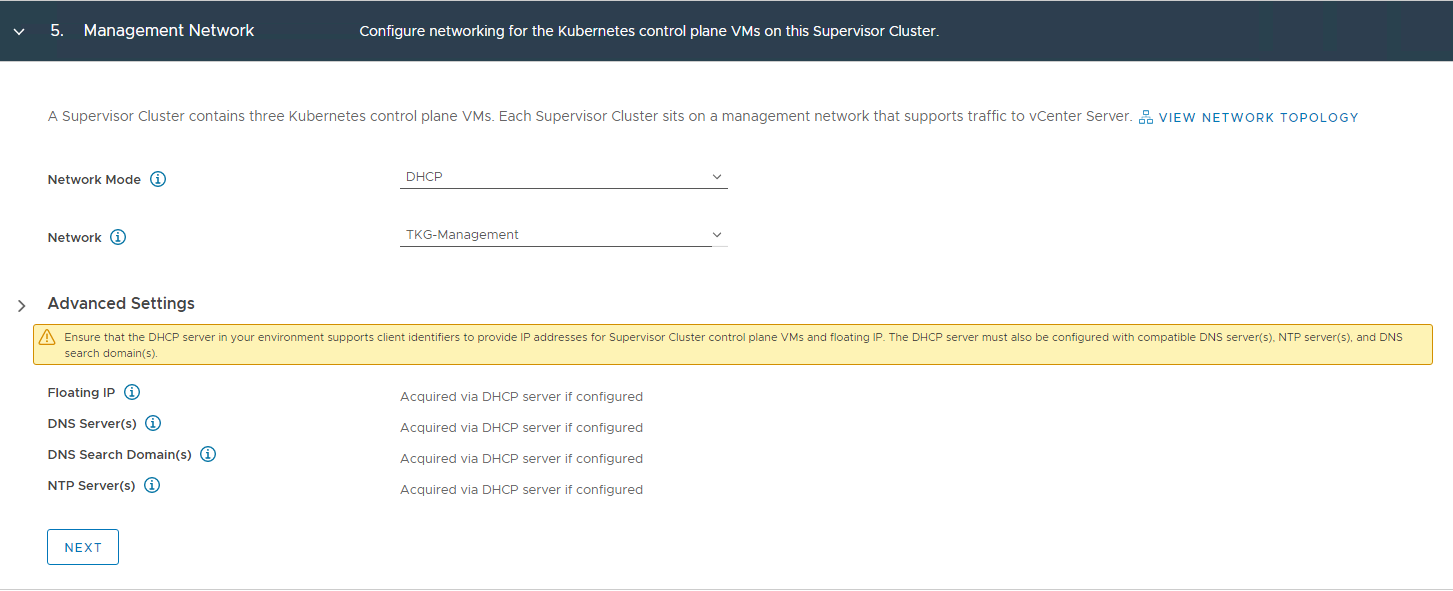 5. Management Network Configure networking for the Kubernetes control plane VMs on this Supervisor Cluster.
A Supervisor Cluster contains three Kubernetes control plane VMs. Each Supervisor Cluster sits on a management network that supports traffic to vCenter Server. VIEW NETWORK TOPOLOGY
Network Mode DHCP
Network TKG-Management
Advanced Settings
Ensure that the DHCP server in your environment supports client identifiers to provide IP addresses for Supervisor Cluster control plane VMs and floating IP. The DHCP server must also be configured with compatible DNS server(s), NTP server(s), and DNS
search domain(s).
Floating IP Acquired via DHCP server if configured
DNS Server(s) Acquired via DHCP server if configured
DNS Search Domain(s) Acquired via DHCP server if configured
NTP Server(s) Acquired via DHCP server if configured
NEXT